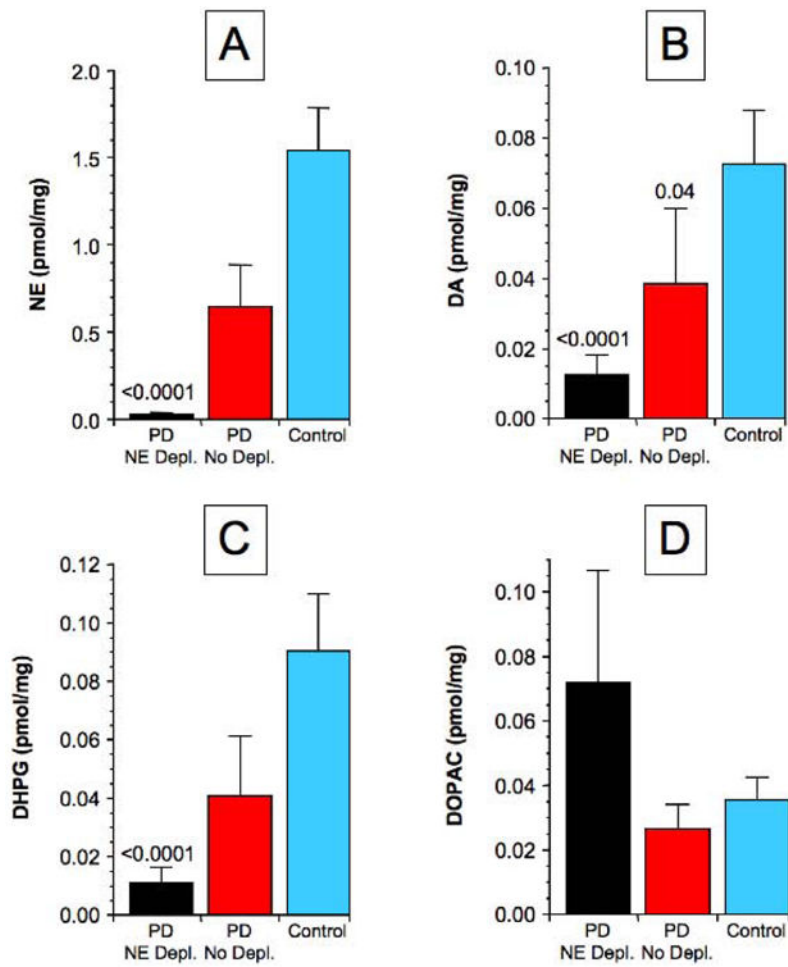 A
NE (pmol/mg)
2.0
1.5
1.0
0.5
0.0
<0.0001
PD
NE Depl.
PD
No Depl.
Control
B
DA (pmol/mg)
0.10
0.08
0.06
0.04
0.02
0.00
<0.0001
0.04
PD
NE Depl.
PD
No Depl.
Control
C
DHPG (pmol/mg)
0.12
0.10
0.08
0.06
0.04
0.02
0.00
<0.0001
PD
NE Depl.
PD
No Depl.
Control
D
DOPAC (pmol/mg)
0.10
0.08
0.06
0.04
0.02
0.00
PD
NE Depl.
PD
No Depl.
Control